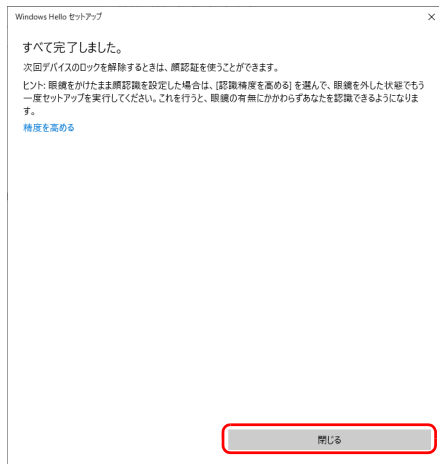 Windows Hello セットアップ
すべて完了しました。
次回デバイスのロックを解除するときは、顔認証を使うことができます。
ヒント: 眼鏡をかけたまま顔認識を設定した場合は、[認識精度を高める] を選んで、眼鏡を外した状態でもう
一度セットアップを実行してください。これを行うと、眼鏡の有無にかかわらずあなたを認識できるようになりま
す。
精度を高める
閉じる